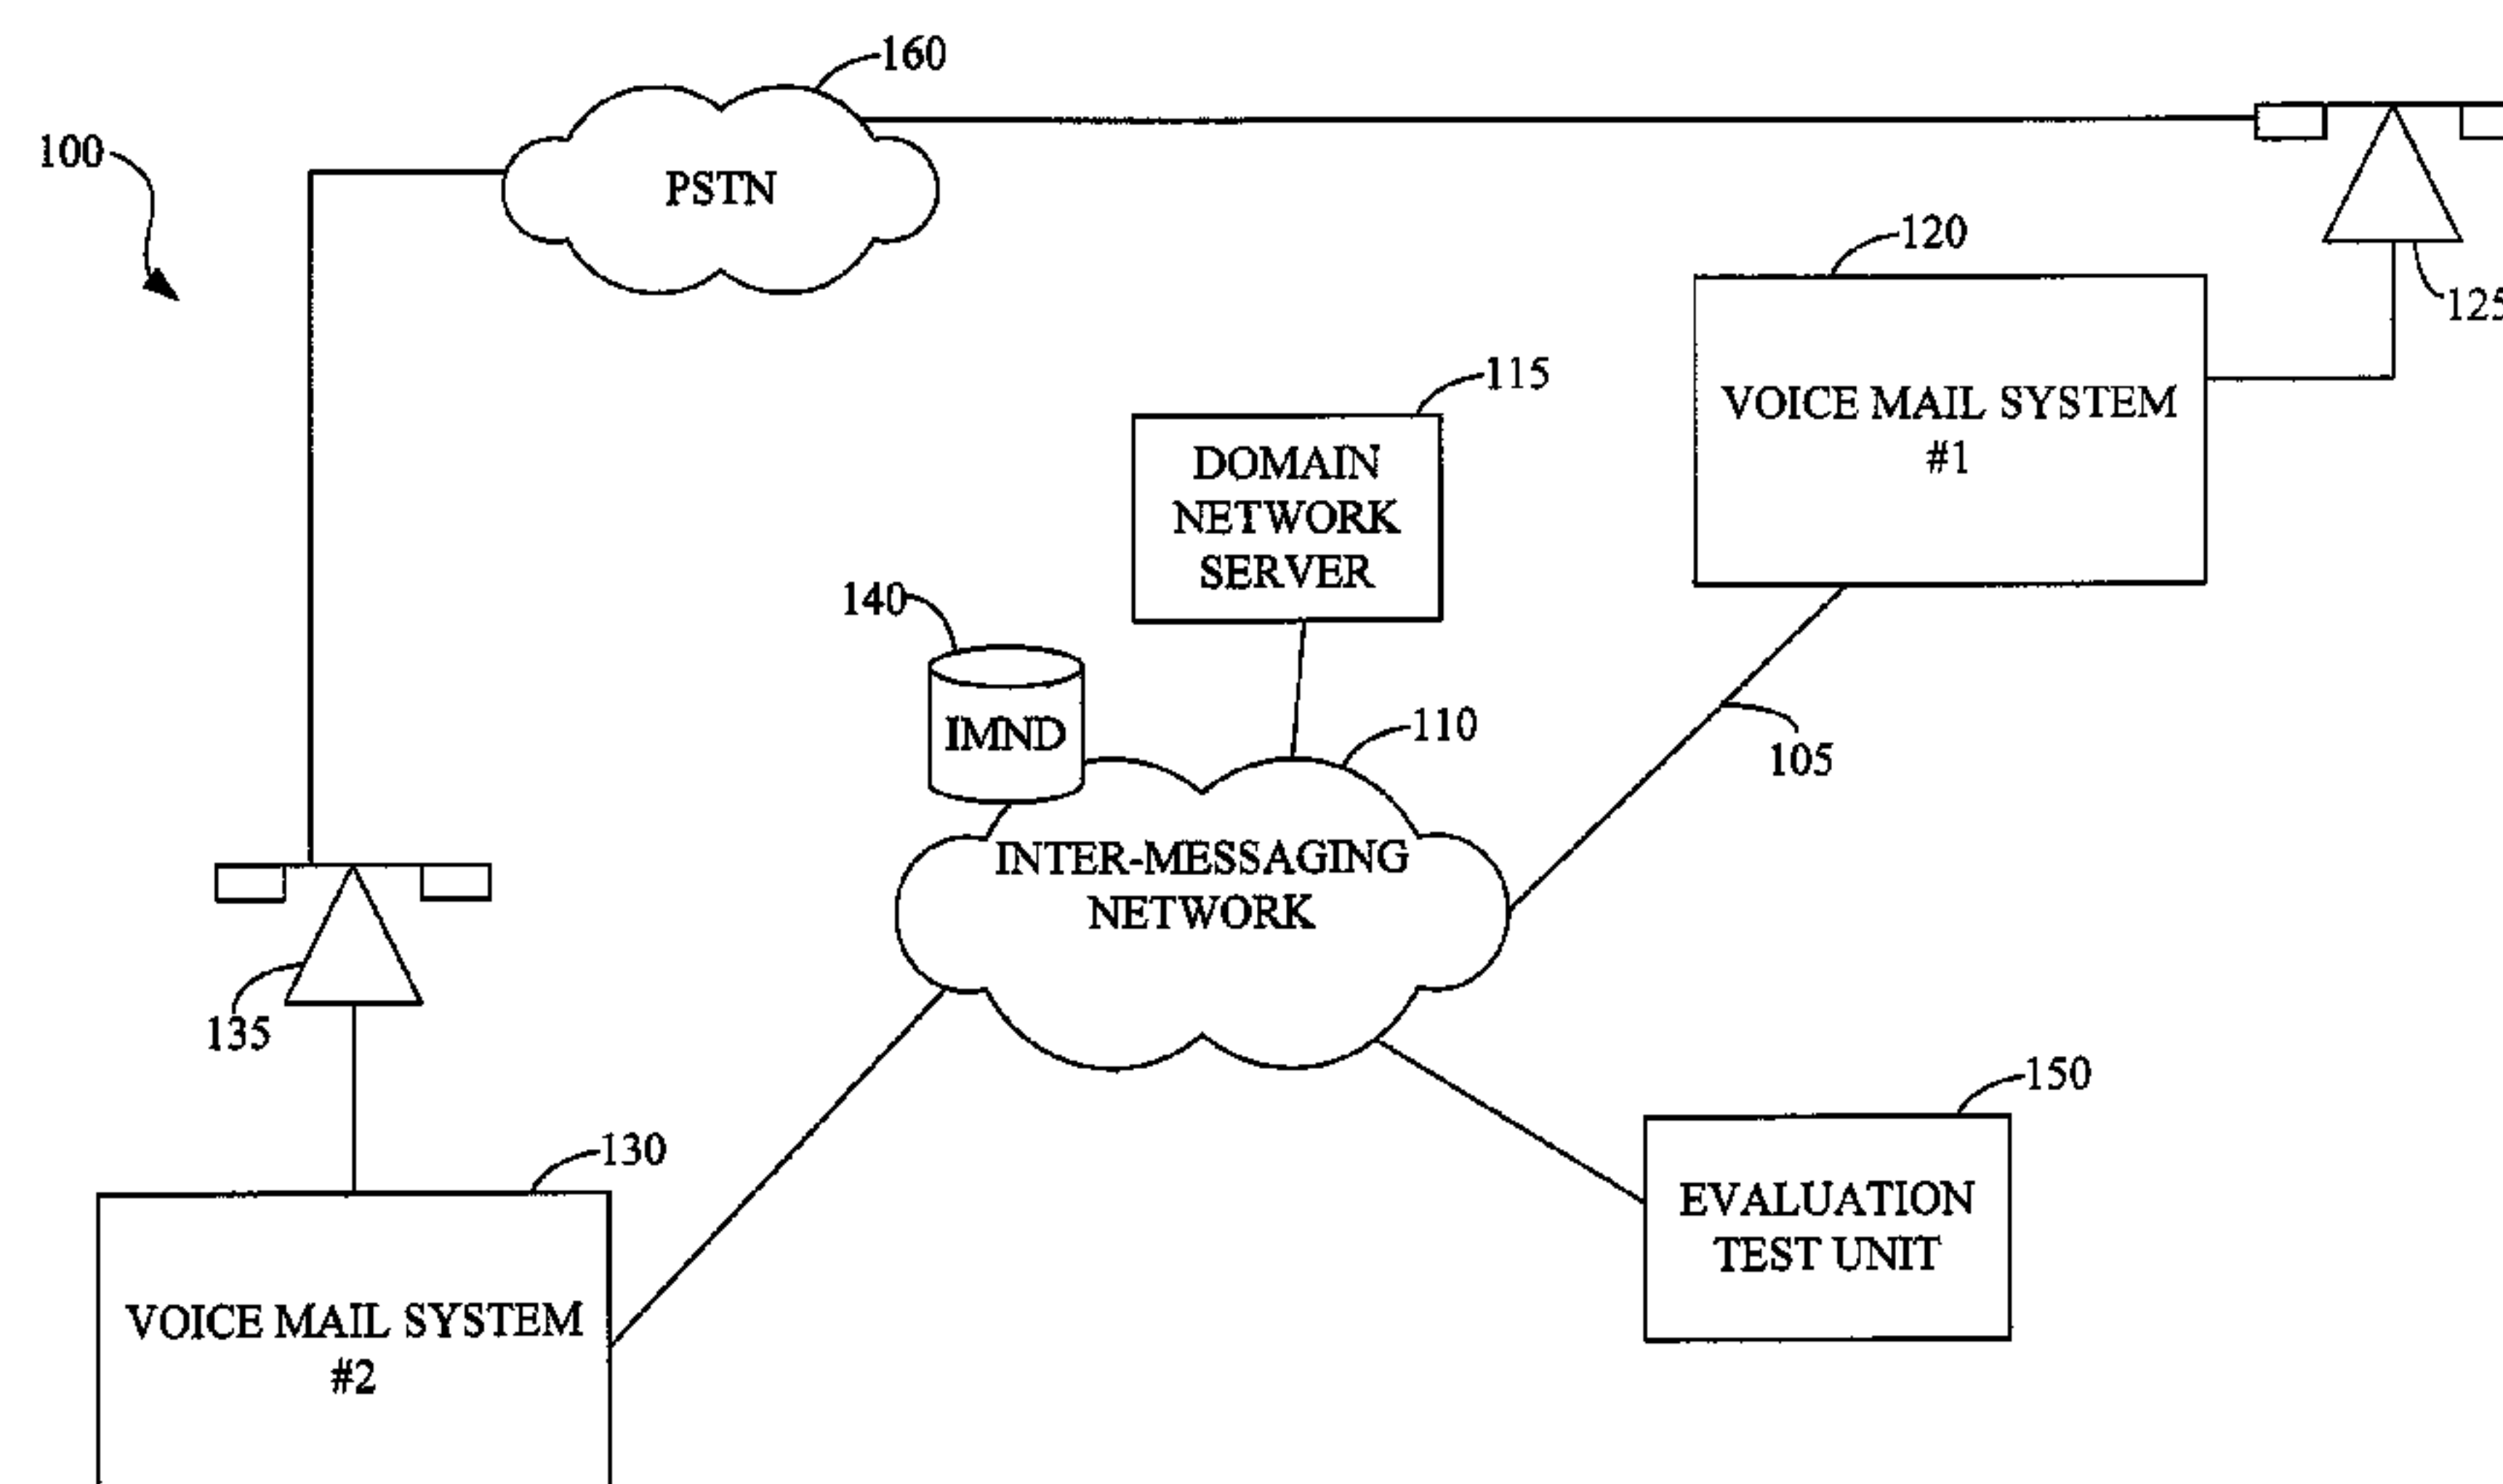 160
100
PSTN
120
125
VOICE MAIL SYSTEM
#1
115
DOMAIN
NETWORK
SERVER
140
IMND
110
105
INTER-MESSAGING
NETWORK
135
150
EVALUATION
TEST UNIT
130
VOICE MAIL SYSTEM
#2